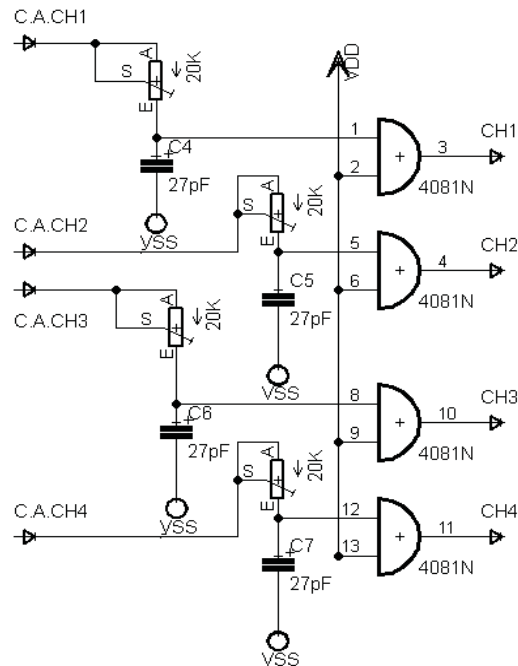 C.A.CH1
A
S
20K
E
VDD
1
CH1
3
C4
+
2
27pF
4081N
A
S
20K
C.A.CH2
E
VSS
5
CH2
4
C.A.CH3
A
C5
+
6
S
20K
27pF
4081N
E
VSS
8
CH3
10
C6
+
9
27pF
A
4081N
S
20K
C.A.CH4
E
VSS
12
CH4
11
C7
+
13
27pF
4081N
VSS